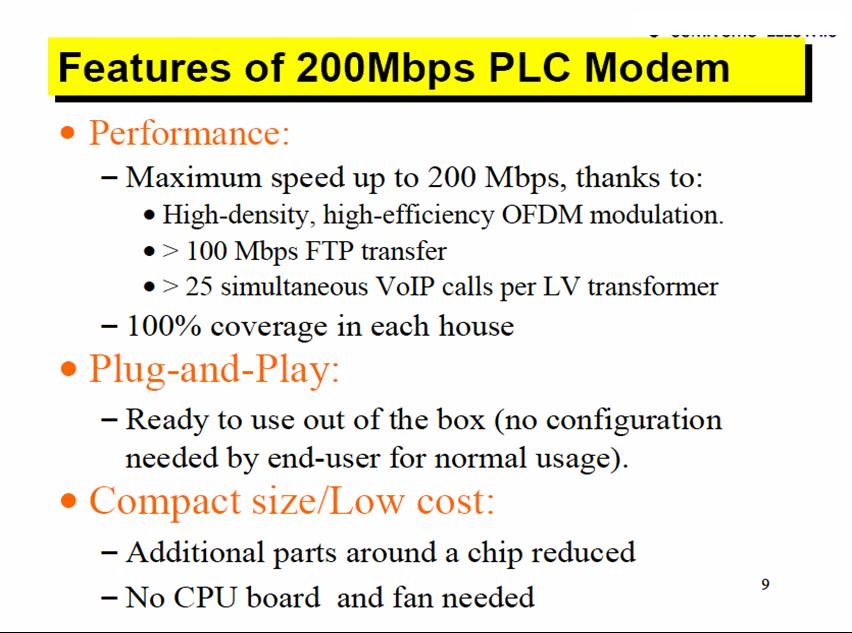 Features of 200Mbps PLC Modem
• Performance:
– Maximum speed up to 200 Mbps, thanks to:
• High-density, high-efficiency OFDM modulation.
• > 100 Mbps FTP transfer
• > 25 simultaneous VoIP calls per LV transformer
– 100% coverage in each house
• Plug-and-Play:
– Ready to use out of the box (no configuration
needed by end-user for normal usage).
• Compact size/Low cost:
– Additional parts around a chip reduced
– No CPU board and fan needed
9